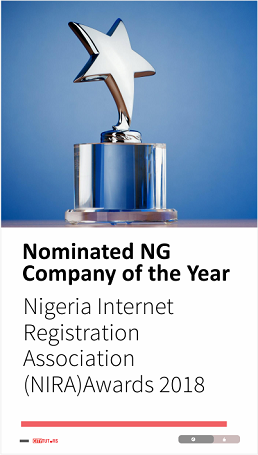 Nominated NG
Company of the Year
Nigeria Internet
Registration
Association
(NIRA)Awards 2018